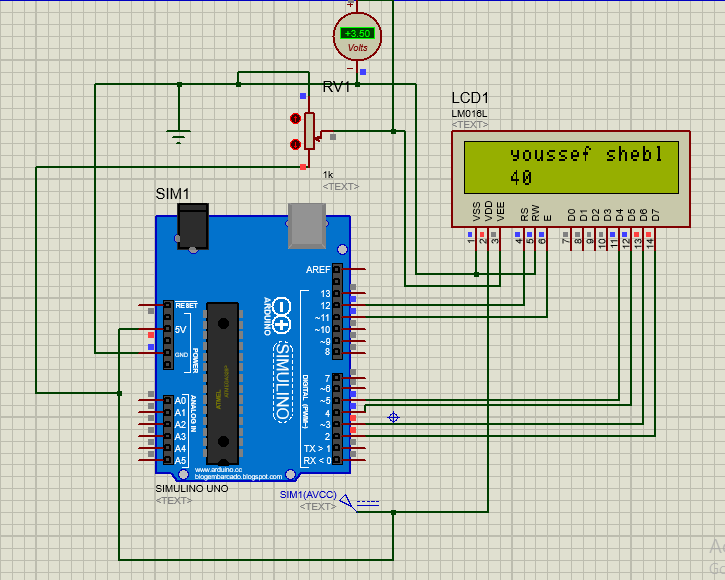 +3.50
Volts
RV1
1k
<TEXT>
LCD1
LM016L
<TEXT>
youssef shebl
40
VSS
VDD
VEE
RS
RW
E
D0
D1
D2
D3
D4
D5
D6
D7
1
2
3
4
5
6
7
8
9
10
11
12
13
14
SIM1
AREF
RESET
5V
GND
POWER
A0
A1
A2
A3
A4
A5
ANALOG IN
ATMEL
ARDUINO
SIMULINO
13
12
~11
~10
~9
8
7
~6
~5
4
~3
2
TX > 1
RX < 0
DIGITAL (PWM~)
www.arduino.cc
blogembarcado.blogspot.com
SIMULINO UNO
<TEXT>
SIM1(AVCC)
<TEXT>